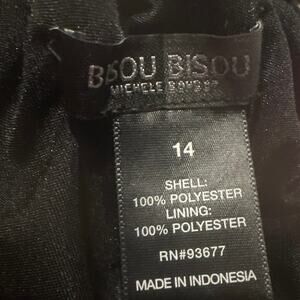 BISOU BISOU
MICHELE BOHBOT
14
SHELL:
100% POLYESTER
LINING:
100% POLYESTER
RN#93677
MADE IN INDONESIA